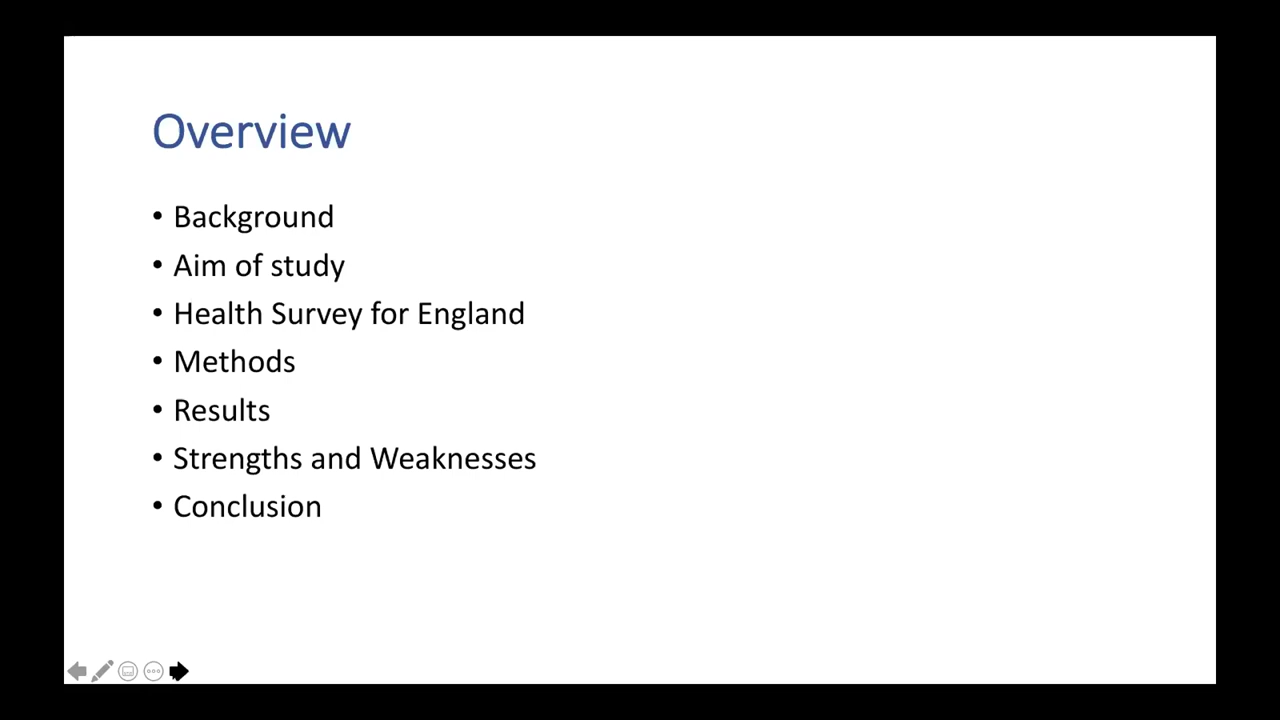 Overview
• Background
• Aim of study
• Health Survey for England
• Methods
• Results
• Strengths and Weaknesses
• Conclusion